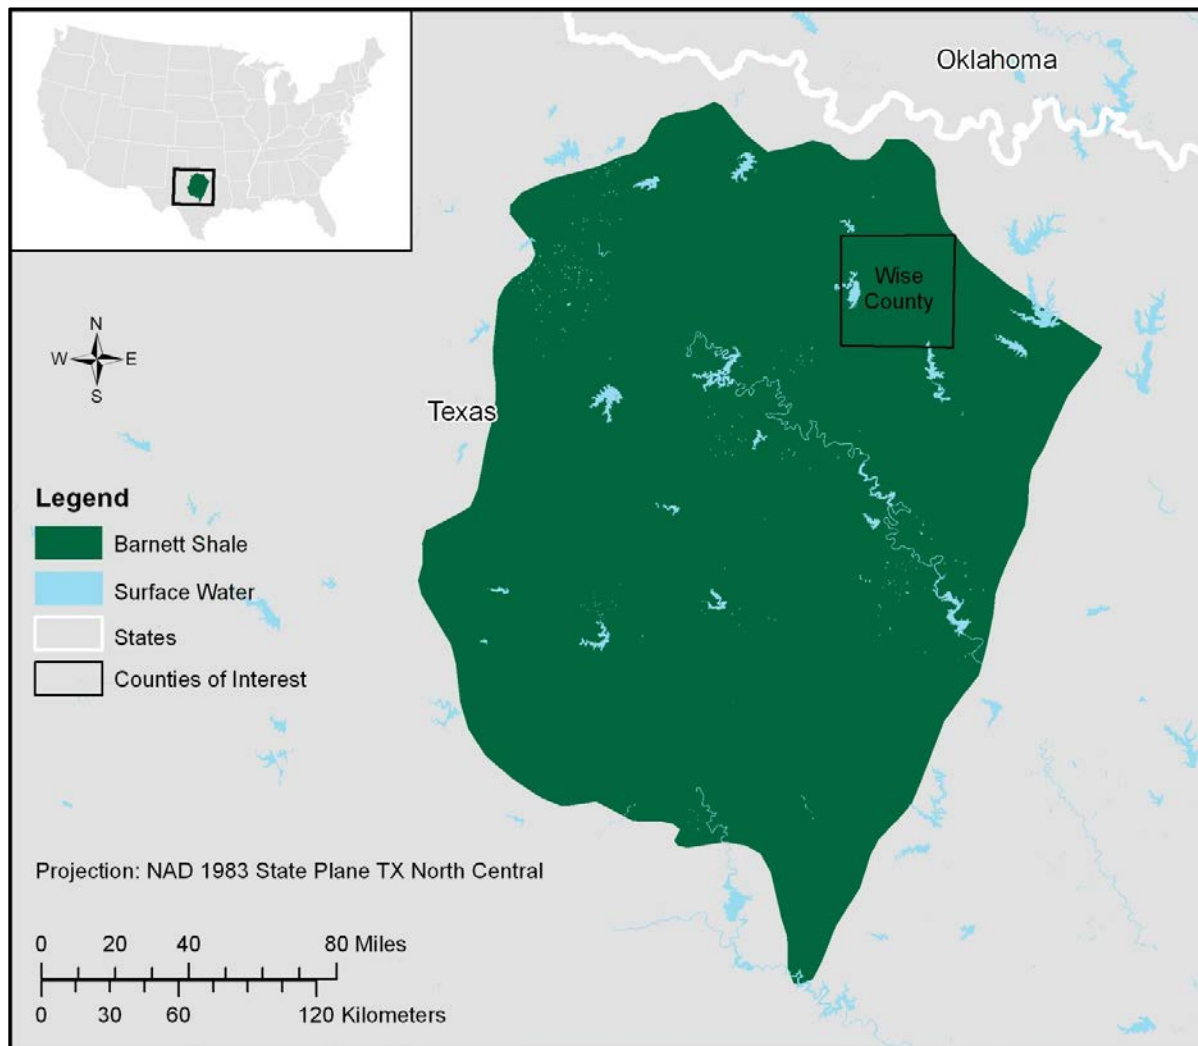 Oklahoma
Wise
County
N
W E
S
Texas
Legend
Barnett Shale
Surface Water
States
Counties of Interest
Projection: NAD 1983 State Plane TX North Central
0 20 40 80 Miles
0 30 60 120 Kilometers